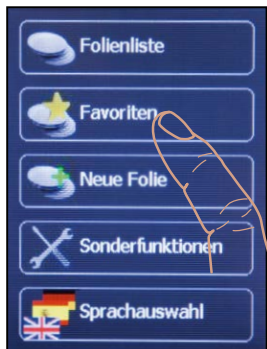 Folienliste
Favoriten
Neue Folie
Sonderfunktionen
Sprachauswahl